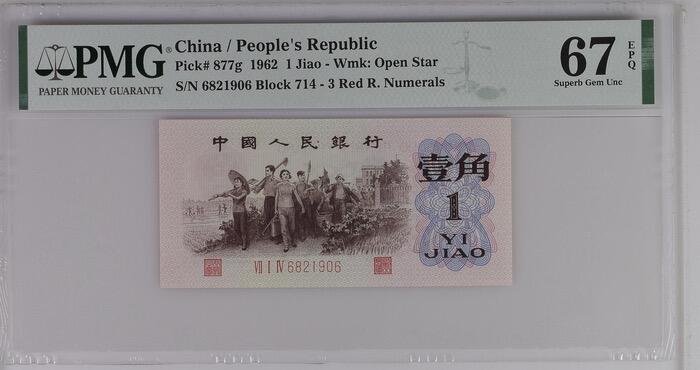 PMG®
PAPER MONEY GUARANTY
China / People's Republic
Pick# 877g 1962 1 Jiao - Wmk: Open Star
S/N 6821906 Block 714 - 3 Red R. Numerals
67 EPQ
Superb Gem Unc
中國人民銀行
壹角
1
YI
JIAO
VII I IV 6821906